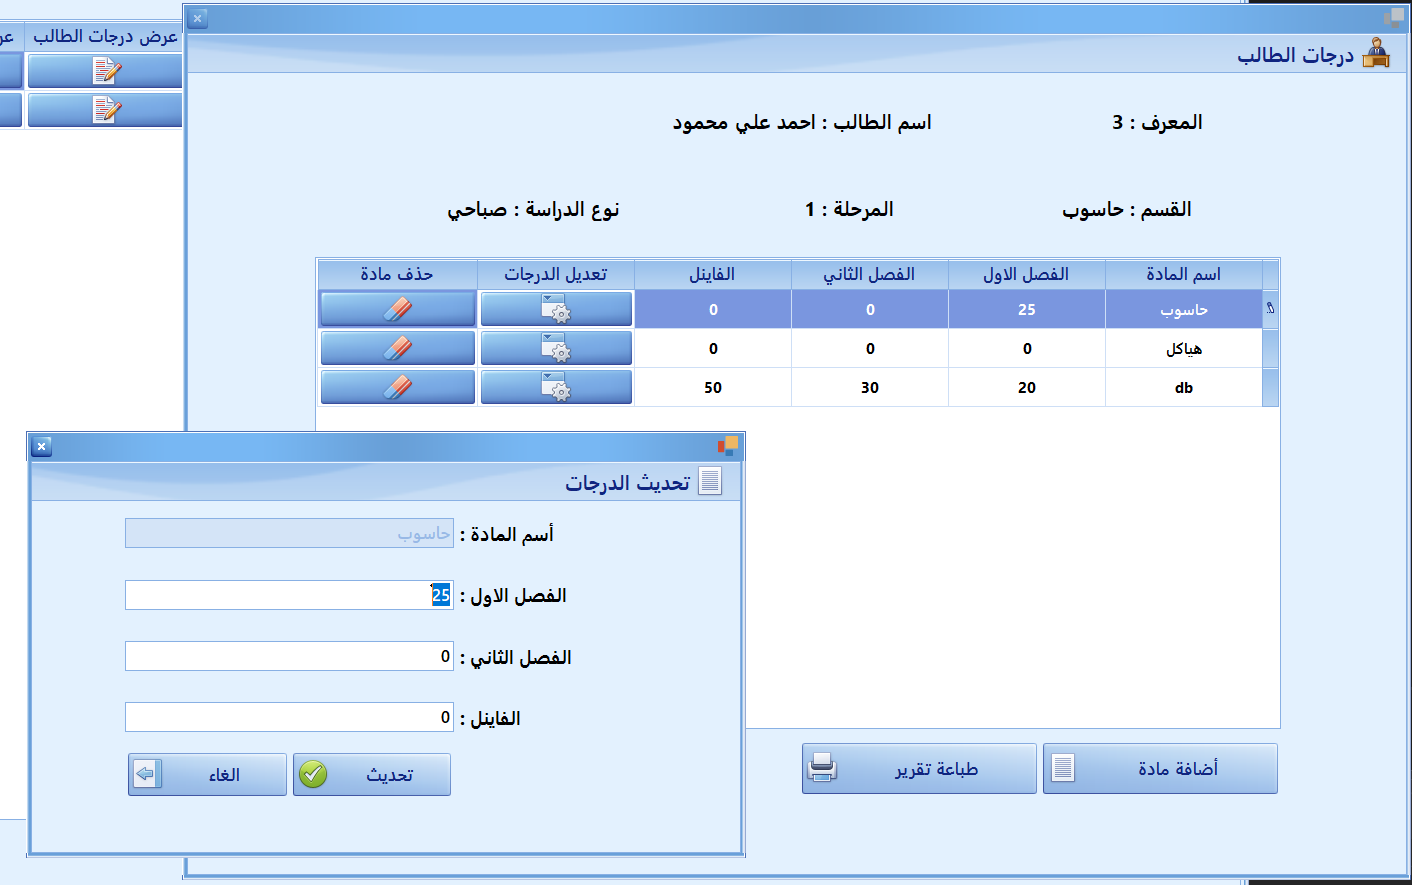 عرض درجات الطالب
درجات الطالب
المعرف : 3
اسم الطالب : احمد علي محمود
القسم : حاسوب
المرحلة : 1
نوع الدراسة : صباحي
اسم المادة الفصل الاول الفصل الثاني الفاينل تعديل الدرجات حذف مادة
حاسوب 25 0 0
هياكل 0 0 0
db 20 30 50
أضافة مادة
طباعة تقرير
تحديث الدرجات
أسم المادة : حاسوب
الفصل الاول : 25
الفصل الثاني : 0
الفاينل : 0
تحديث
الغاء